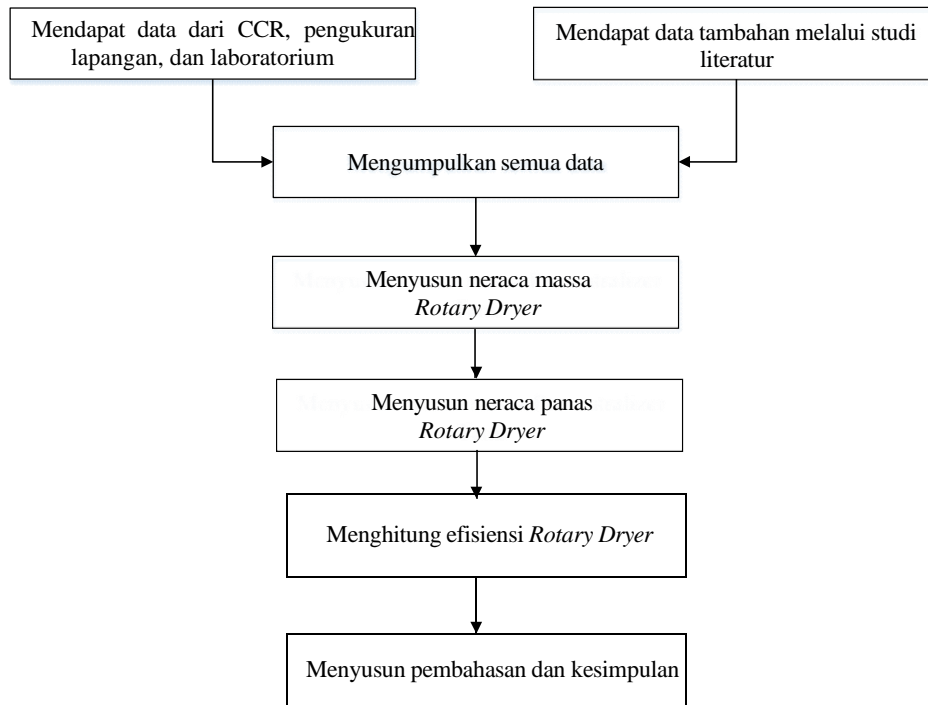 Mendapat data dari CCR, pengukuran
lapangan, dan laboratorium
Mendapat data tambahan melalui studi
literatur
Mengumpulkan semua data
Menyusun neraca massa
Rotary Dryer
Menyusun neraca panas
Rotary Dryer
Menghitung efisiensi Rotary Dryer
Menyusun pembahasan dan kesimpulan